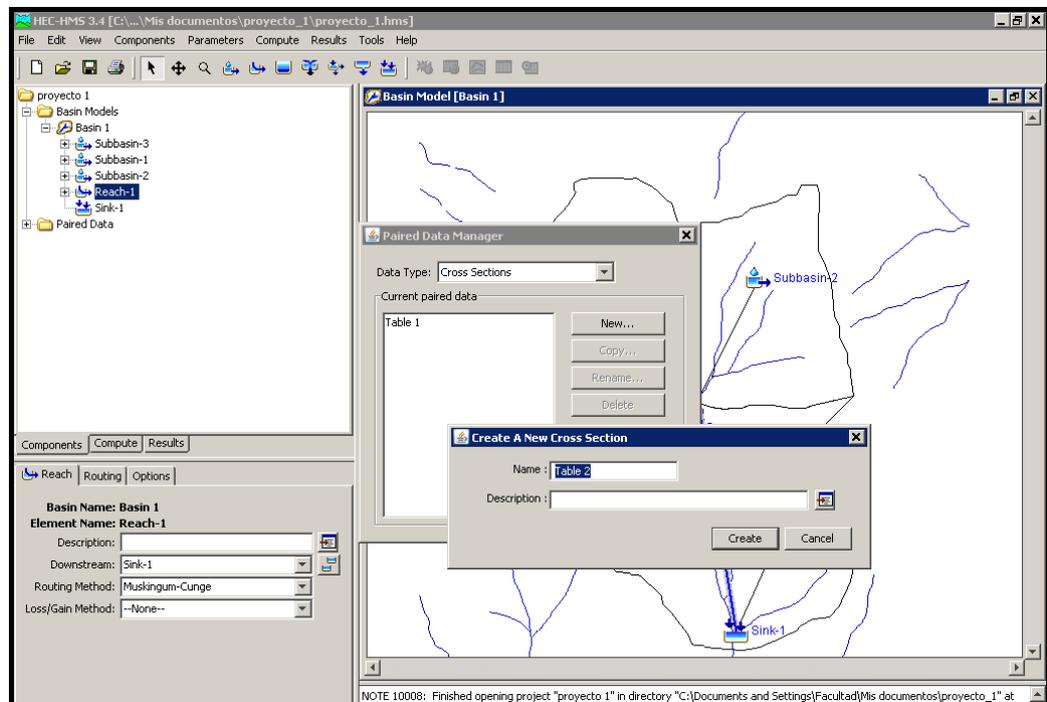 HEC-HMS 3.4 [C:\...\Mis documentos\proyecto_1\proyecto_1.hms]
File Edit View Components Parameters Compute Results Tools Help
proyecto 1
Basin Models
Basin 1
Subbasin-3
Subbasin-1
Subbasin-2
Reach-1
Sink-1
Paired Data
Components Compute Results
Reach Routing Options
Basin Name: Basin 1
Element Name: Reach-1
Description:
Downstream: Sink-1
Routing Method: Muskingum-Cunge
Loss/Gain Method: --None--
Basin Model [Basin 1]
Subbasin-2
Sink-1
Paired Data Manager
Data Type: Cross Sections
Current paired data
Table 1
New...
Copy...
Rename...
Delete
Create A New Cross Section
Name : Table 2
Description :
Create Cancel
NOTE 10008: Finished opening project "proyecto 1" in directory "C:\Documents and Settings\Facultad\Mis documentos\proyecto_1" at